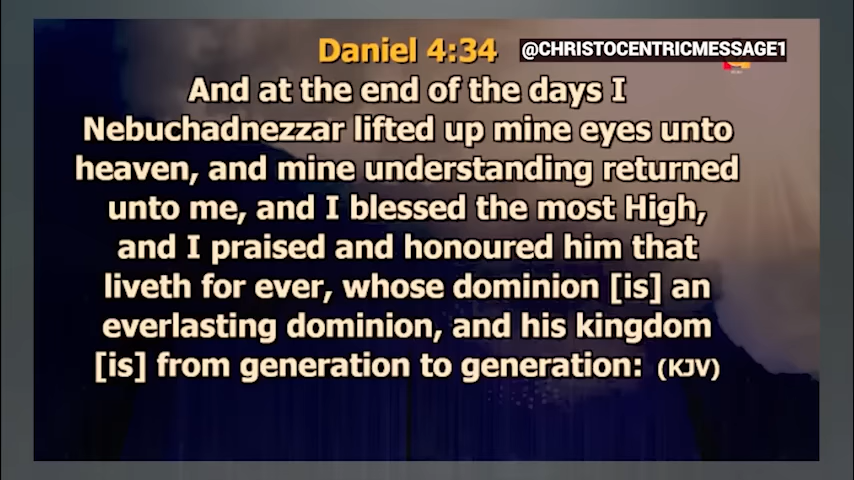 Daniel 4:34 @CHRISTOCENTRICMESSAGE1
And at the end of the days I
Nebuchadnezzar lifted up mine eyes unto
heaven, and mine understanding returned
unto me, and I blessed the most High,
and I praised and honoured him that
liveth for ever, whose dominion [is] an
everlasting dominion, and his kingdom
[is] from generation to generation: (KJV)